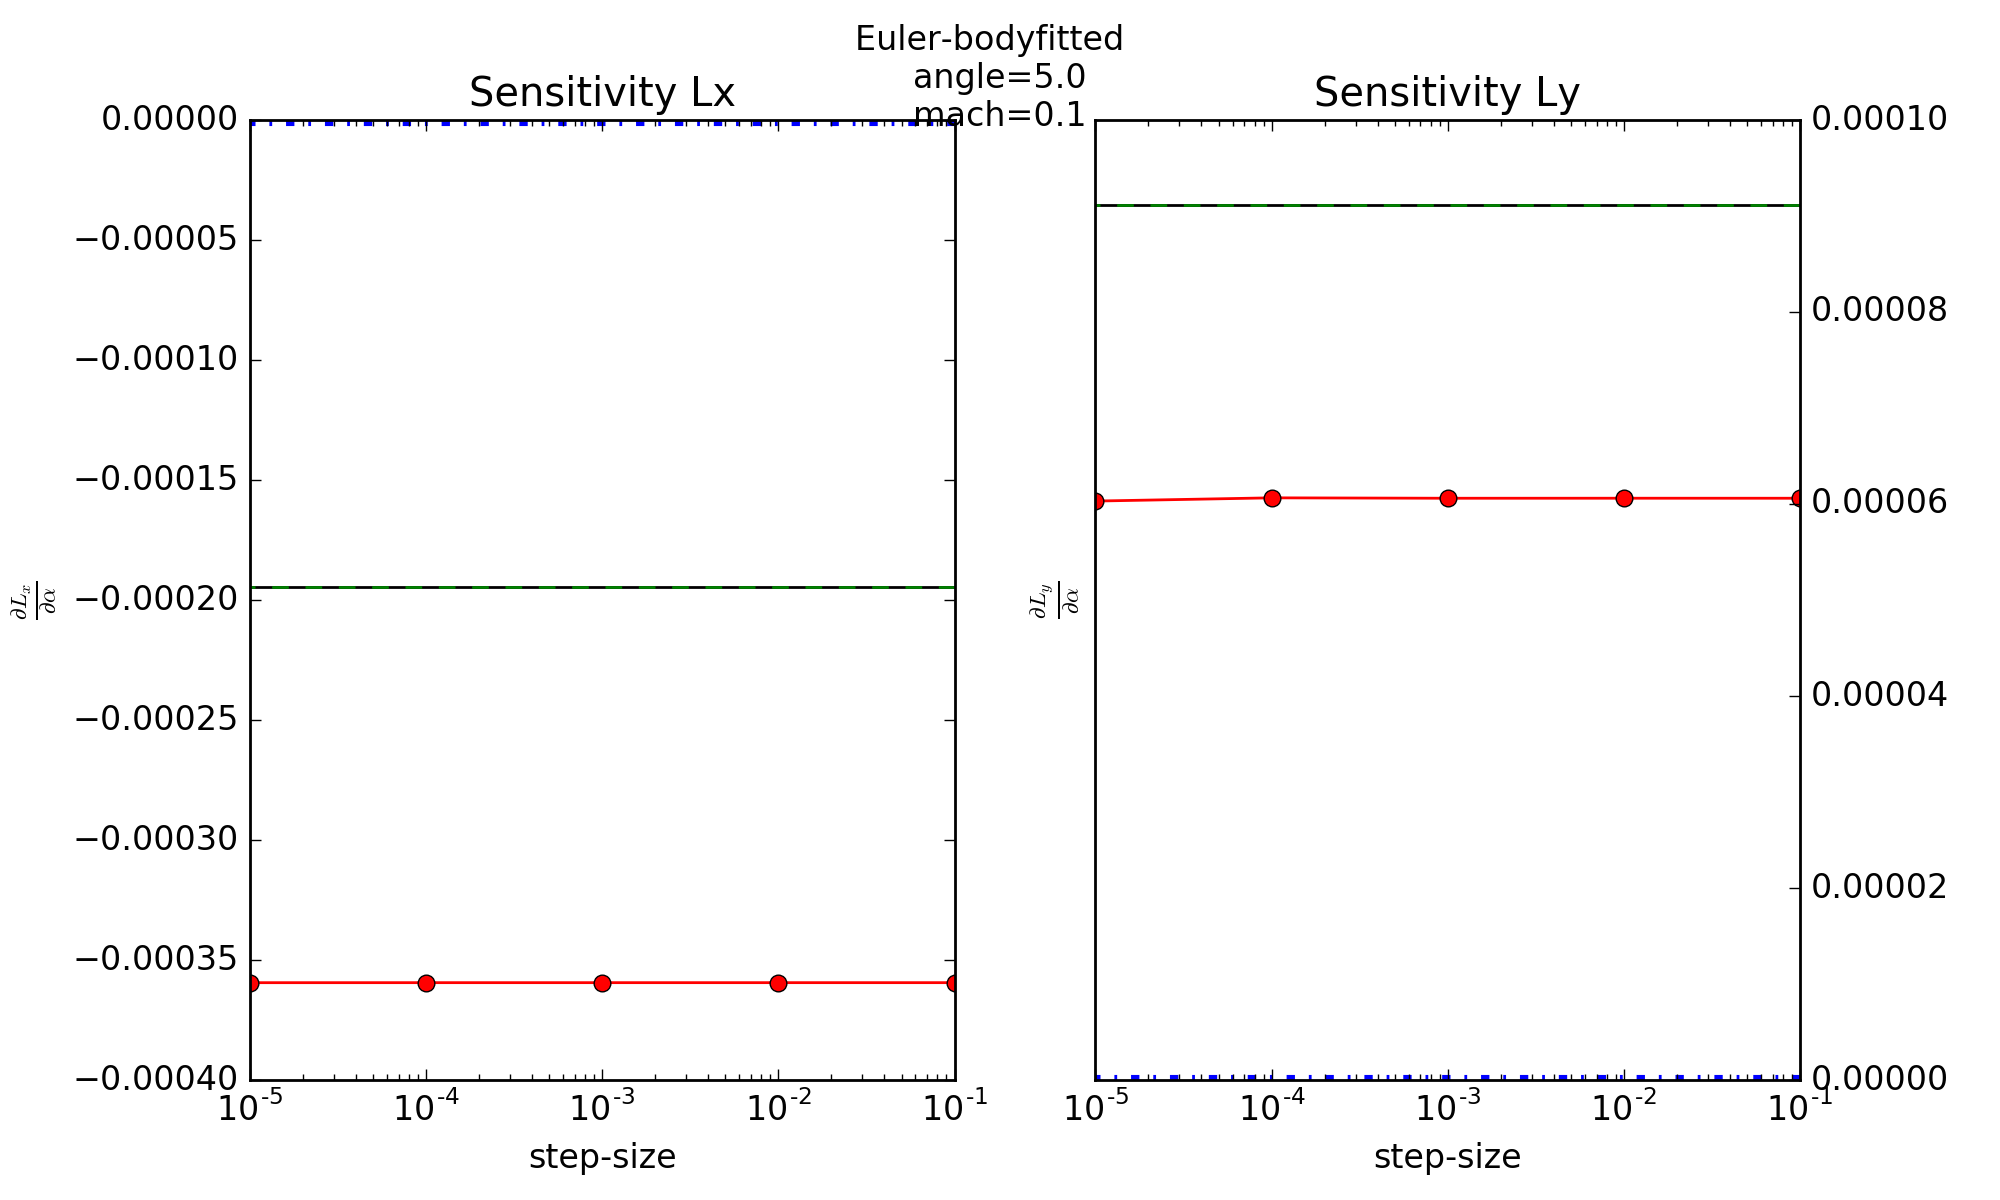 Euler-bodyfitted
angle=5.0
mach=0.1
Sensitivity Lx
0.00000
−0.00005
−0.00010
−0.00015
−0.00020
−0.00025
−0.00030
−0.00035
−0.00040
∂Lₓ/∂α
10⁻⁵ 10⁻⁴ 10⁻³ 10⁻² 10⁻¹
step-size
Sensitivity Ly
0.00010
0.00008
0.00006
0.00004
0.00002
0.00000
∂L_y/∂α
10⁻⁵ 10⁻⁴ 10⁻³ 10⁻² 10⁻¹
step-size